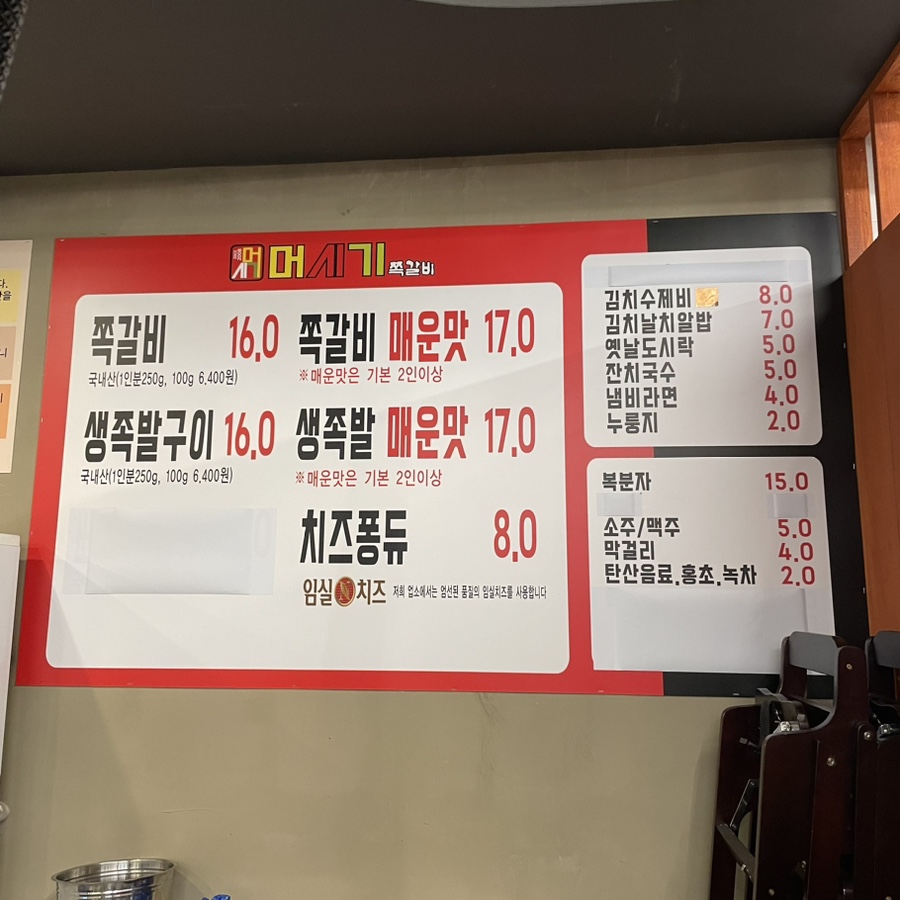 머세기 쪽갈비
쪽갈비 16.0
국내산(1인분250g, 100g 6,400원)
쪽갈비 매운맛 17.0
※매운맛은 기본 2인이상
생족발구이 16.0
국내산(1인분250g, 100g 6,400원)
생족발 매운맛 17.0
※매운맛은 기본 2인이상
치즈퐁듀 8.0
임실N치즈 저희 업소에서는 엄선된 품질의 임실치즈를 사용합니다
김치수제비 8.0
김치날치알밥 7.0
옛날도시락 5.0
잔치국수 5.0
냄비라면 4.0
누룽지 2.0
복분자 15.0
소주/맥주 5.0
막걸리 4.0
탄산음료.홍초.녹차 2.0